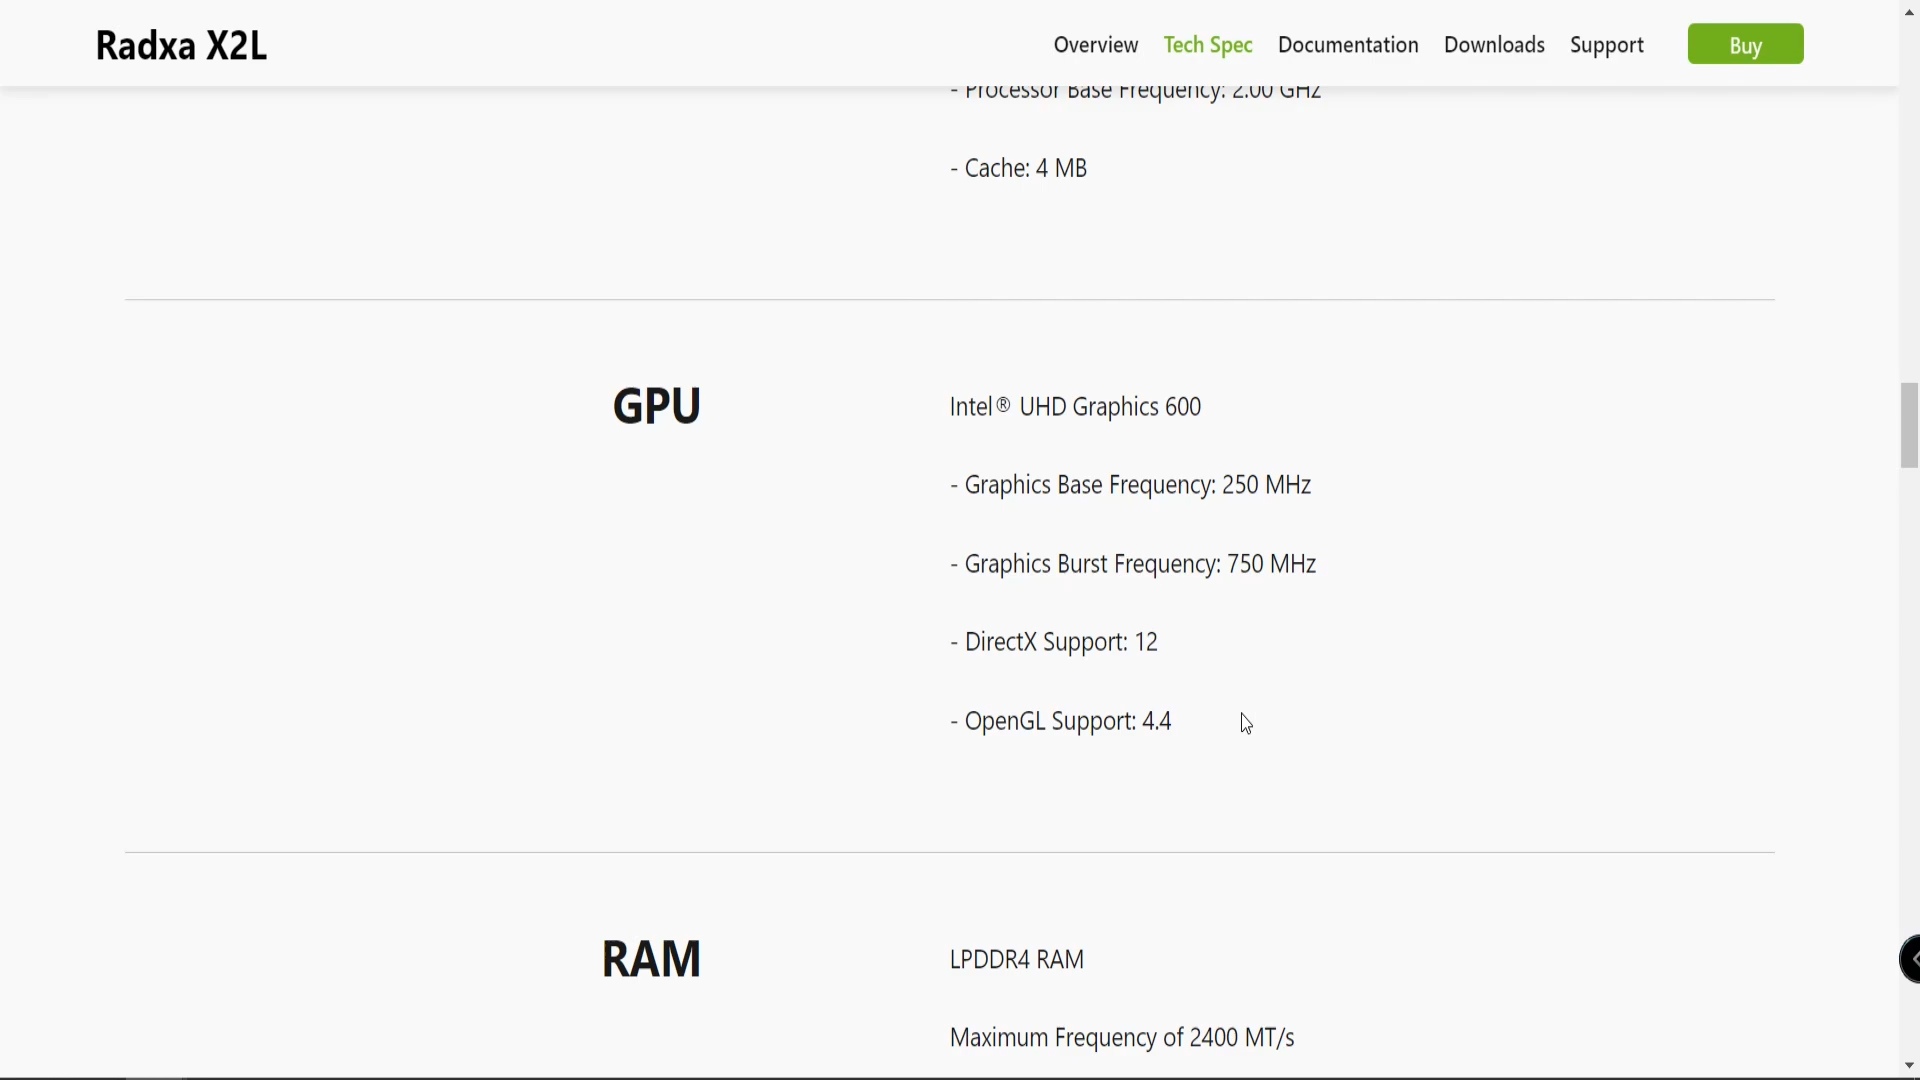 Radxa X2L
Overview Tech Spec Documentation Downloads Support Buy
- Processor Base Frequency: 2.00 GHz
- Cache: 4 MB
GPU
Intel® UHD Graphics 600
- Graphics Base Frequency: 250 MHz
- Graphics Burst Frequency: 750 MHz
- DirectX Support: 12
- OpenGL Support: 4.4
RAM
LPDDR4 RAM
Maximum Frequency of 2400 MT/s